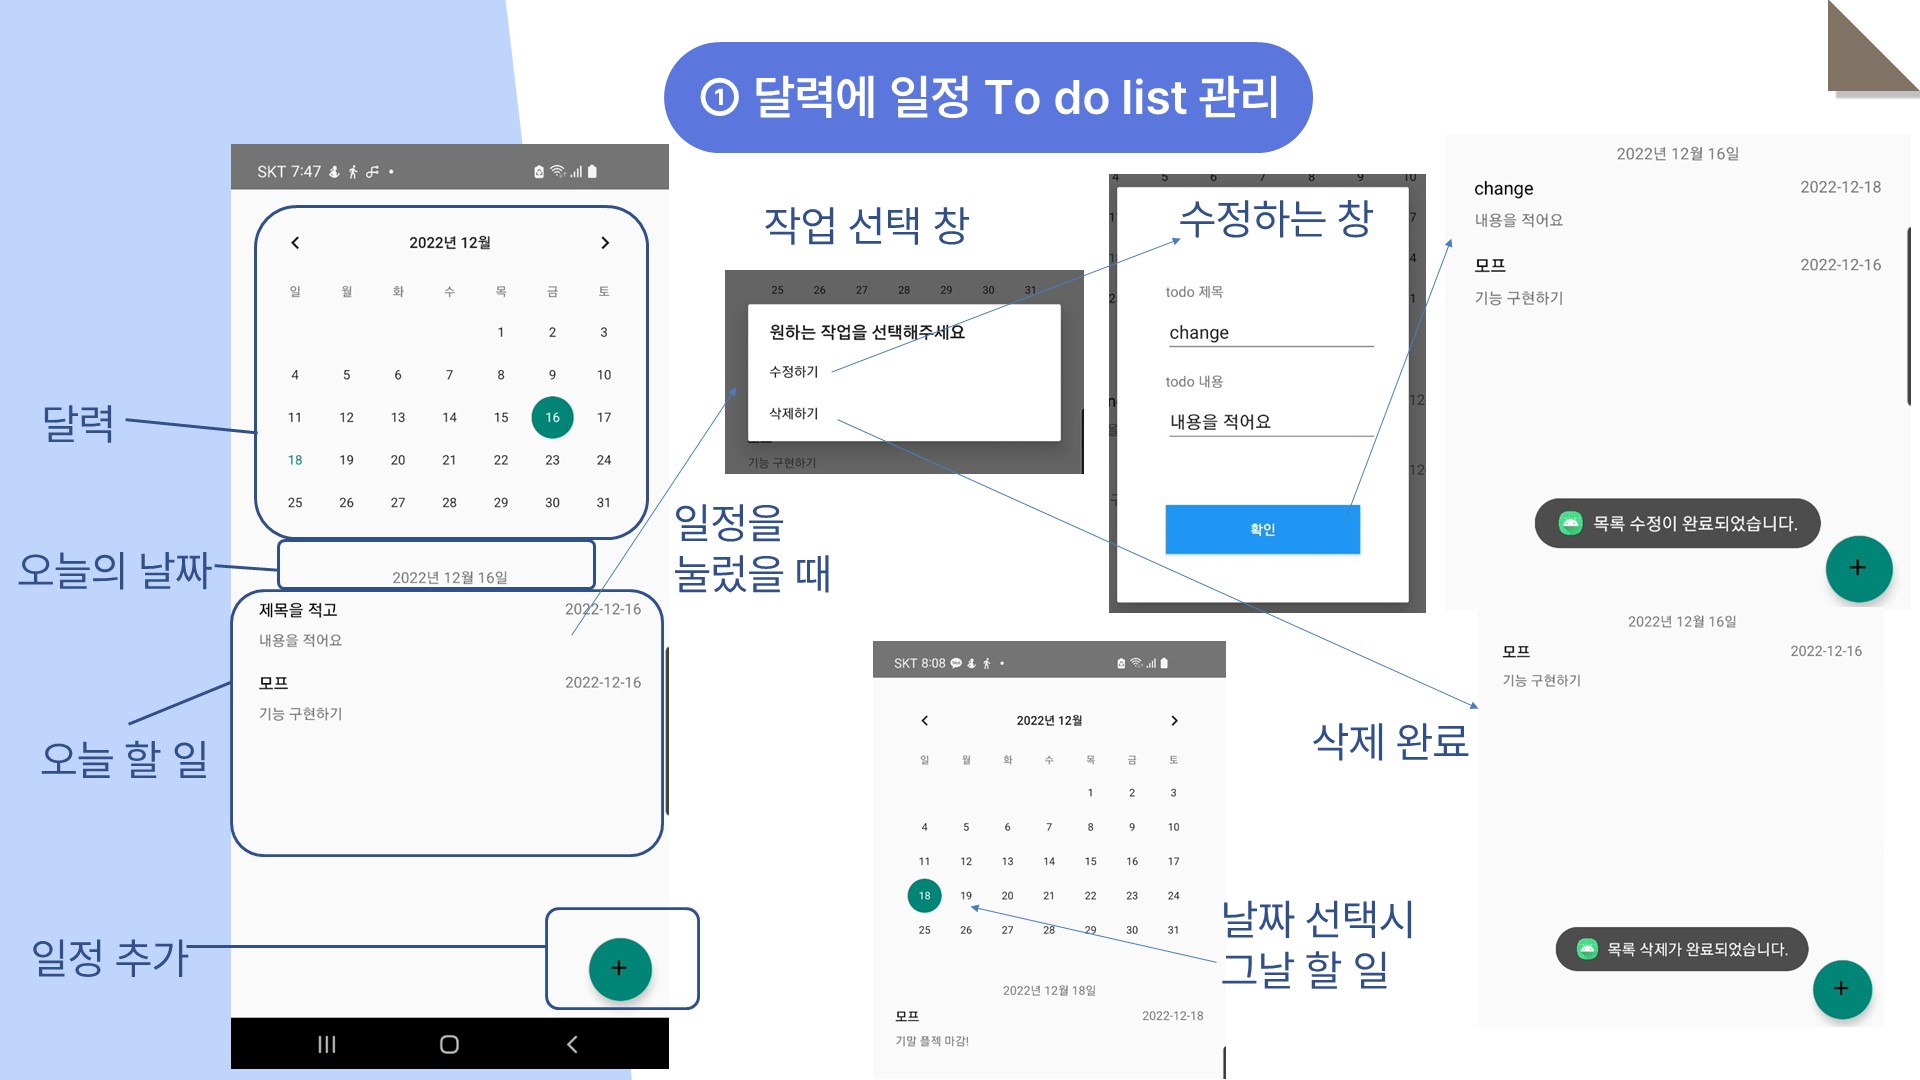 ① 달력에 일정 To do list 관리
SKT 7:47
2022년 12월
일 월 화 수 목 금 토
1 2 3
4 5 6 7 8 9 10
11 12 13 14 15 16 17
18 19 20 21 22 23 24
25 26 27 28 29 30 31
2022년 12월 16일
제목을 적고 2022-12-16
내용을 적어요
모프 2022-12-16
기능 구현하기
+
달력
오늘의 날짜
오늘 할 일
일정 추가
작업 선택 창
25 26 27 28 29 30 31
원하는 작업을 선택해주세요
수정하기
삭제하기
기능 구현하기
일정을
눌렀을 때
4 5 6 7 8 9 10
수정하는 창
todo 제목
change
todo 내용
내용을 적어요
확인
2022년 12월 16일
change 2022-12-18
내용을 적어요
모프 2022-12-16
기능 구현하기
목록 수정이 완료되었습니다.
+
SKT 8:08
2022년 12월
일 월 화 수 목 금 토
1 2 3
4 5 6 7 8 9 10
11 12 13 14 15 16 17
18 19 20 21 22 23 24
25 26 27 28 29 30 31
2022년 12월 18일
모프 2022-12-18
기말 플젝 마감!
날짜 선택시
그날 할 일
삭제 완료
2022년 12월 16일
모프 2022-12-16
기능 구현하기
목록 삭제가 완료되었습니다.
+